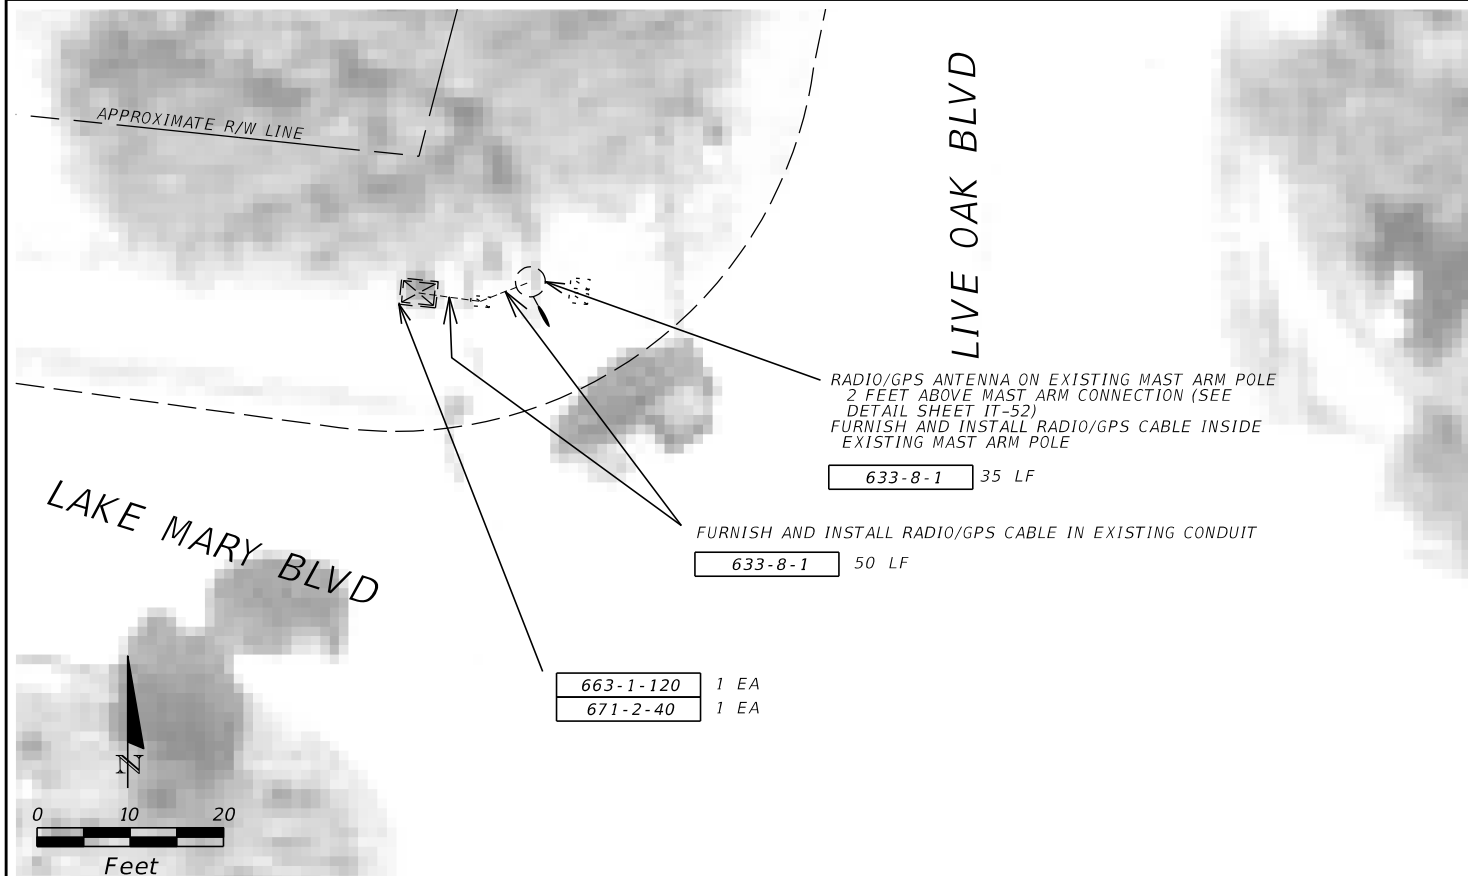 APPROXIMATE R/W LINE
LIVE OAK BLVD
RADIO/GPS ANTENNA ON EXISTING MAST ARM POLE
2 FEET ABOVE MAST ARM CONNECTION (SEE
DETAIL SHEET IT-52)
FURNISH AND INSTALL RADIO/GPS CABLE INSIDE
EXISTING MAST ARM POLE
633-8-1 35 LF
LAKE MARY BLVD
FURNISH AND INSTALL RADIO/GPS CABLE IN EXISTING CONDUIT
633-8-1 50 LF
663-1-120 1 EA
671-2-40 1 EA
N
0 10 20
Feet